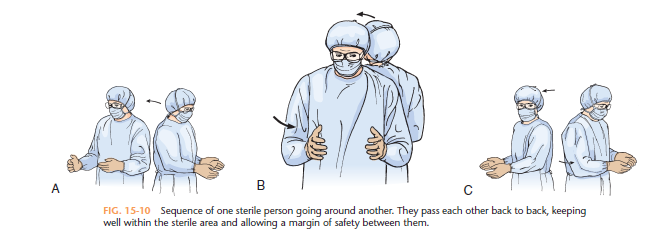 A
B
C
FIG. 15-10 Sequence of one sterile person going around another. They pass each other back to back, keeping
well within the sterile area and allowing a margin of safety between them.